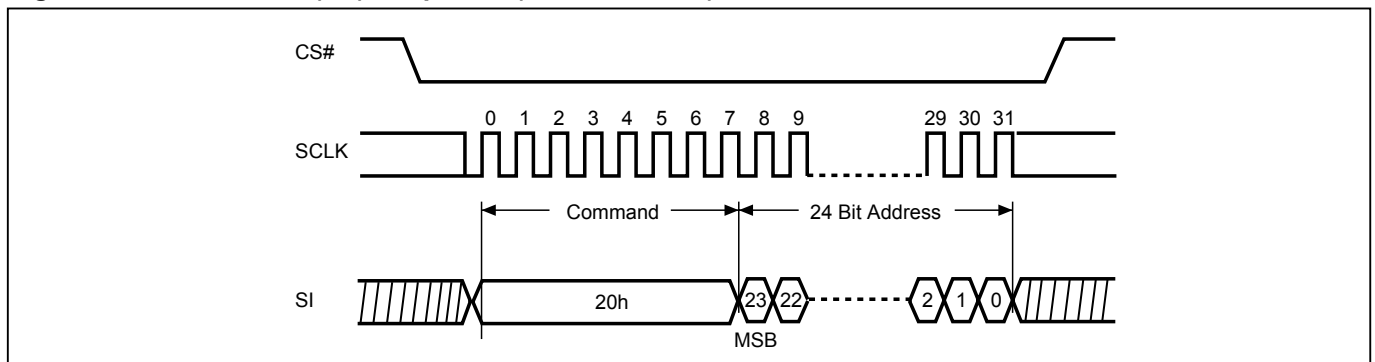 CS#
0 1 2 3 4 5 6 7 8 9 29 30 31
SCLK
Command 24 Bit Address
SI 20h 23 22 2 1 0
MSB